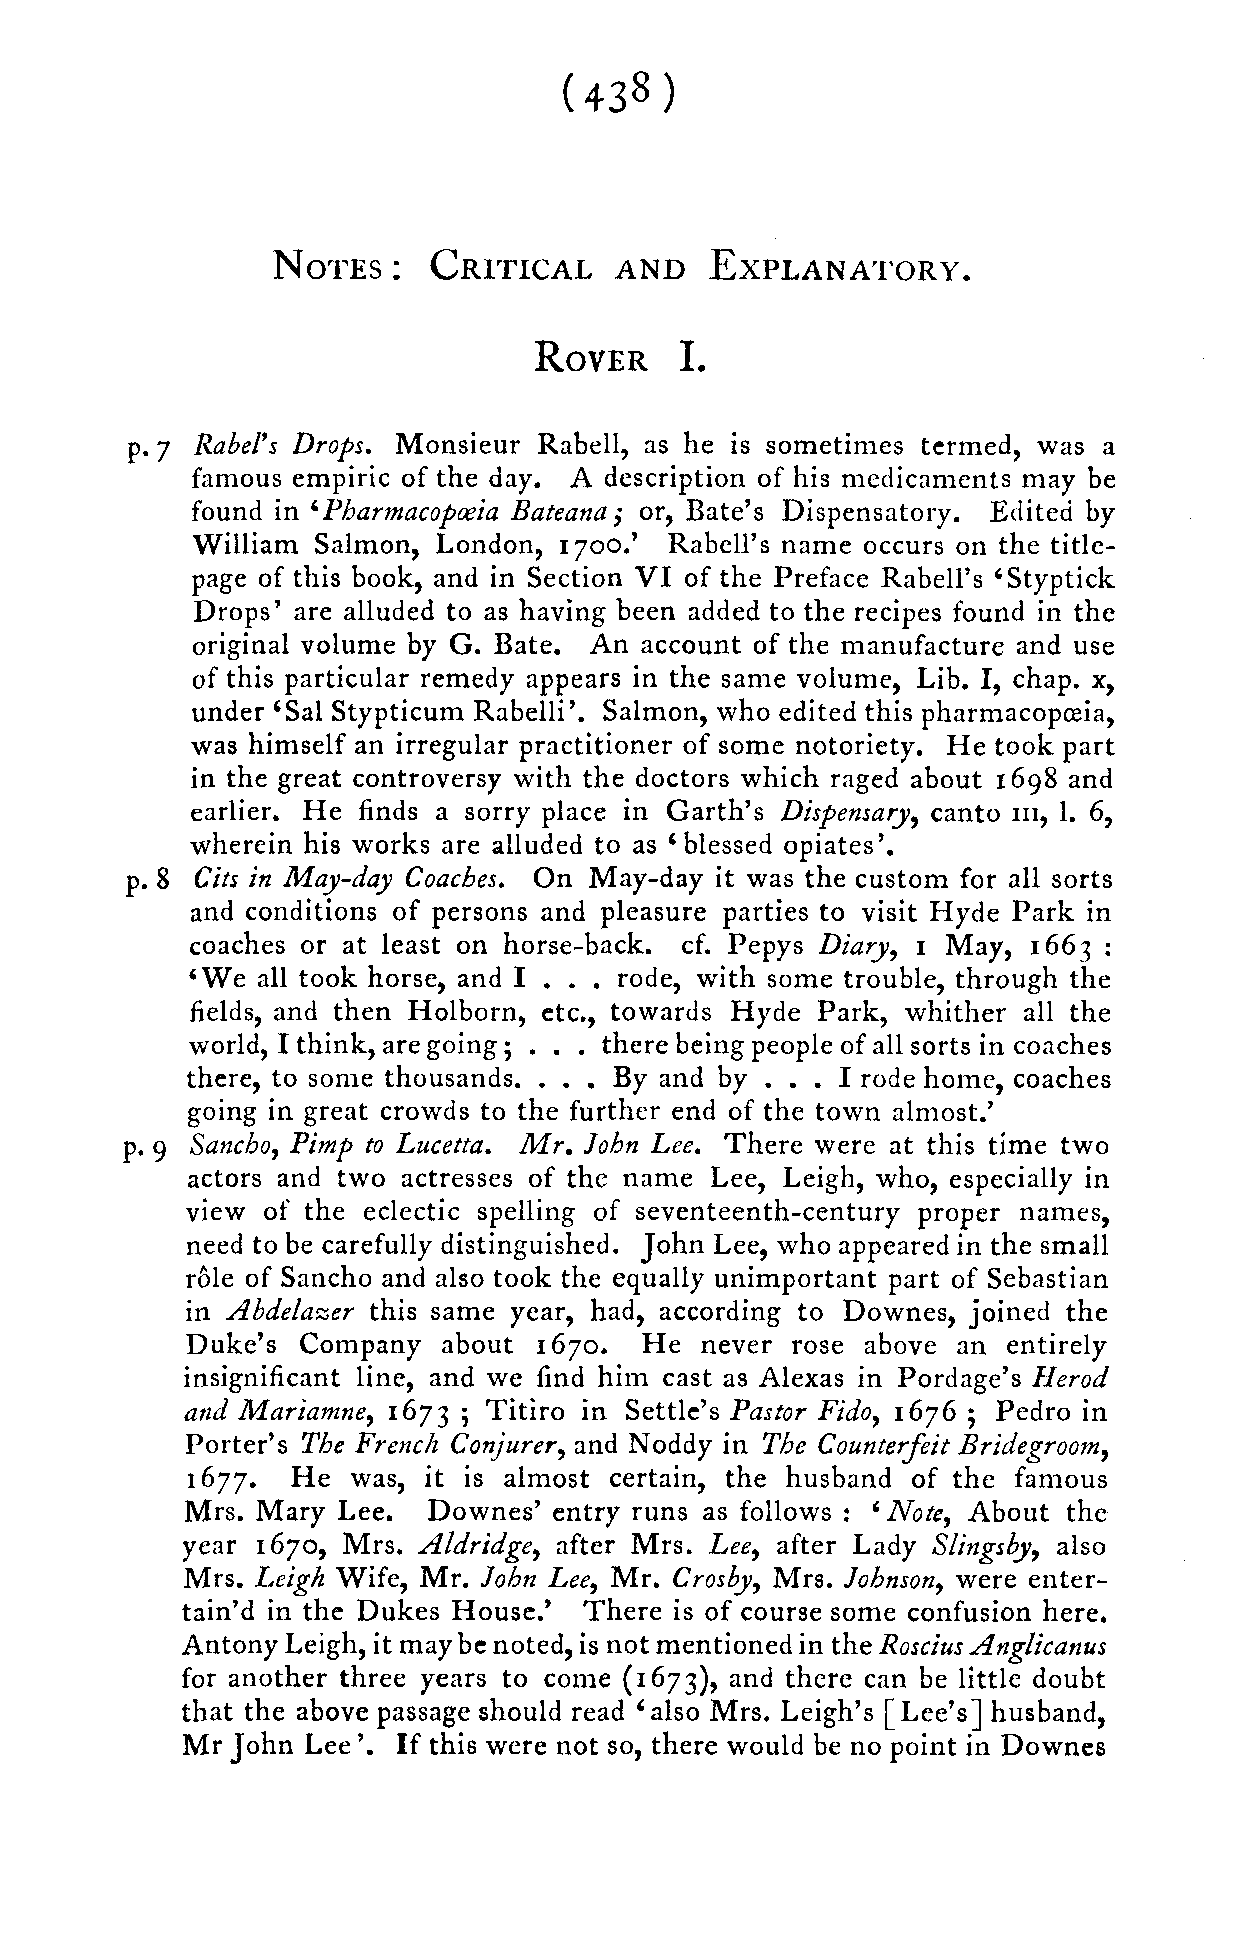 (438)
NOTES: CRITICAL AND EXPLANATORY.
ROVER I.
p. 7 Rabel's Drops. Monsieur Rabell, as he is sometimes termed, was a
famous empiric of the day. A description of his medicaments may be
found in ‘Pharmacopœia Bateana; or, Bate's Dispensatory. Edited by
William Salmon, London, 1700.’ Rabell's name occurs on the title-
page of this book, and in Section VI of the Preface Rabell's ‘Styptick
Drops’ are alluded to as having been added to the recipes found in the
original volume by G. Bate. An account of the manufacture and use
of this particular remedy appears in the same volume, Lib. I, chap. x,
under ‘Sal Stypticum Rabelli’. Salmon, who edited this pharmacopœia,
was himself an irregular practitioner of some notoriety. He took part
in the great controversy with the doctors which raged about 1698 and
earlier. He finds a sorry place in Garth's Dispensary, canto III, l. 6,
wherein his works are alluded to as ‘blessed opiates’.
p. 8 Cits in May-day Coaches. On May-day it was the custom for all sorts
and conditions of persons and pleasure parties to visit Hyde Park in
coaches or at least on horse-back. cf. Pepys Diary, 1 May, 1663 :
‘We all took horse, and I . . . rode, with some trouble, through the
fields, and then Holborn, etc., towards Hyde Park, whither all the
world, I think, are going ; . . . there being people of all sorts in coaches
there, to some thousands. . . . By and by . . . I rode home, coaches
going in great crowds to the further end of the town almost.’
p. 9 Sancho, Pimp to Lucetta. Mr. John Lee. There were at this time two
actors and two actresses of the name Lee, Leigh, who, especially in
view of the eclectic spelling of seventeenth-century proper names,
need to be carefully distinguished. John Lee, who appeared in the small
rôle of Sancho and also took the equally unimportant part of Sebastian
in Abdelazer this same year, had, according to Downes, joined the
Duke's Company about 1670. He never rose above an entirely
insignificant line, and we find him cast as Alexas in Pordage's Herod
and Mariamne, 1673 ; Titiro in Settle's Pastor Fido, 1676 ; Pedro in
Porter's The French Conjurer, and Noddy in The Counterfeit Bridegroom,
1677. He was, it is almost certain, the husband of the famous
Mrs. Mary Lee. Downes' entry runs as follows : ‘Note, About the
year 1670, Mrs. Aldridge, after Mrs. Lee, after Lady Slingsby, also
Mrs. Leigh Wife, Mr. John Lee, Mr. Crosby, Mrs. Johnson, were enter-
tain'd in the Dukes House.’ There is of course some confusion here.
Antony Leigh, it may be noted, is not mentioned in the Roscius Anglicanus
for another three years to come (1673), and there can be little doubt
that the above passage should read ‘also Mrs. Leigh's [Lee's] husband,
Mr John Lee’. If this were not so, there would be no point in Downes